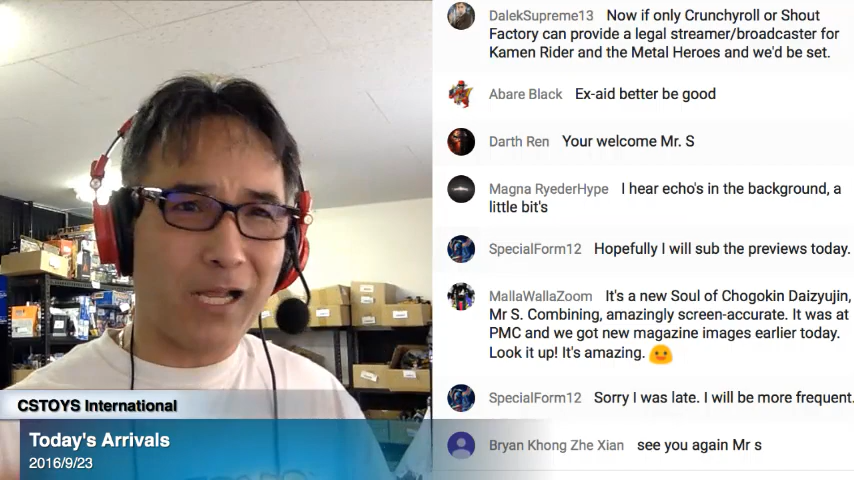 DalekSupreme13 Now if only Crunchyroll or Shout
Factory can provide a legal streamer/broadcaster for
Kamen Rider and the Metal Heroes and we'd be set.
Abare Black Ex-aid better be good
Darth Ren Your welcome Mr. S
Magna RyederHype I hear echo's in the background, a
little bit's
SpecialForm12 Hopefully I will sub the previews today.
MallaWallaZoom It's a new Soul of Chogokin Daizyujin,
Mr S. Combining, amazingly screen-accurate. It was at
PMC and we got new magazine images earlier today.
Look it up! It's amazing.
SpecialForm12 Sorry I was late. I will be more frequent.
Bryan Khong Zhe Xian see you again Mr s
CSTOYS International
Today's Arrivals
2016/9/23